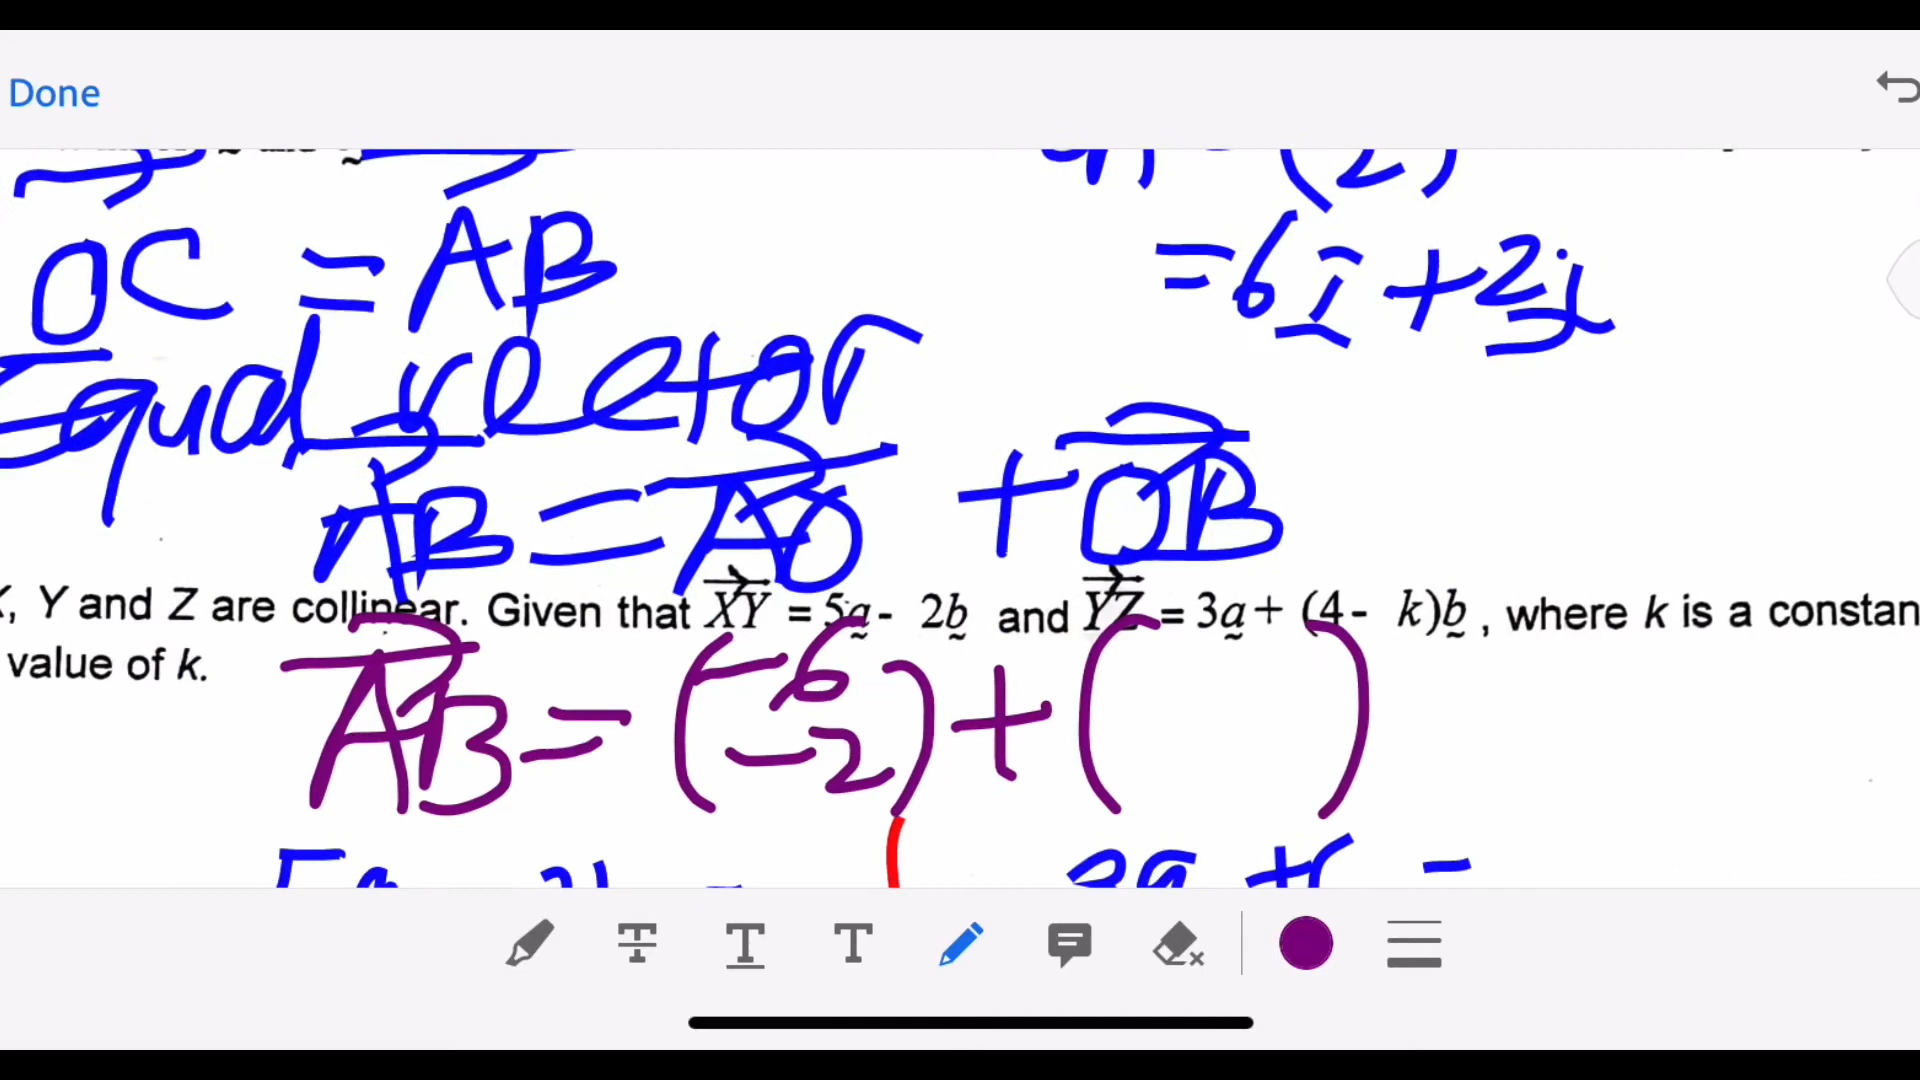 Done
= 6i + 2j
OC = AB
Equal vector
AB = AO + OB
, Y and Z are collinear. Given that XY = 5a - 2b and YZ = 3a + (4 - k)b, where k is a constan
value of k.
AB = (-6 -2) + ( )